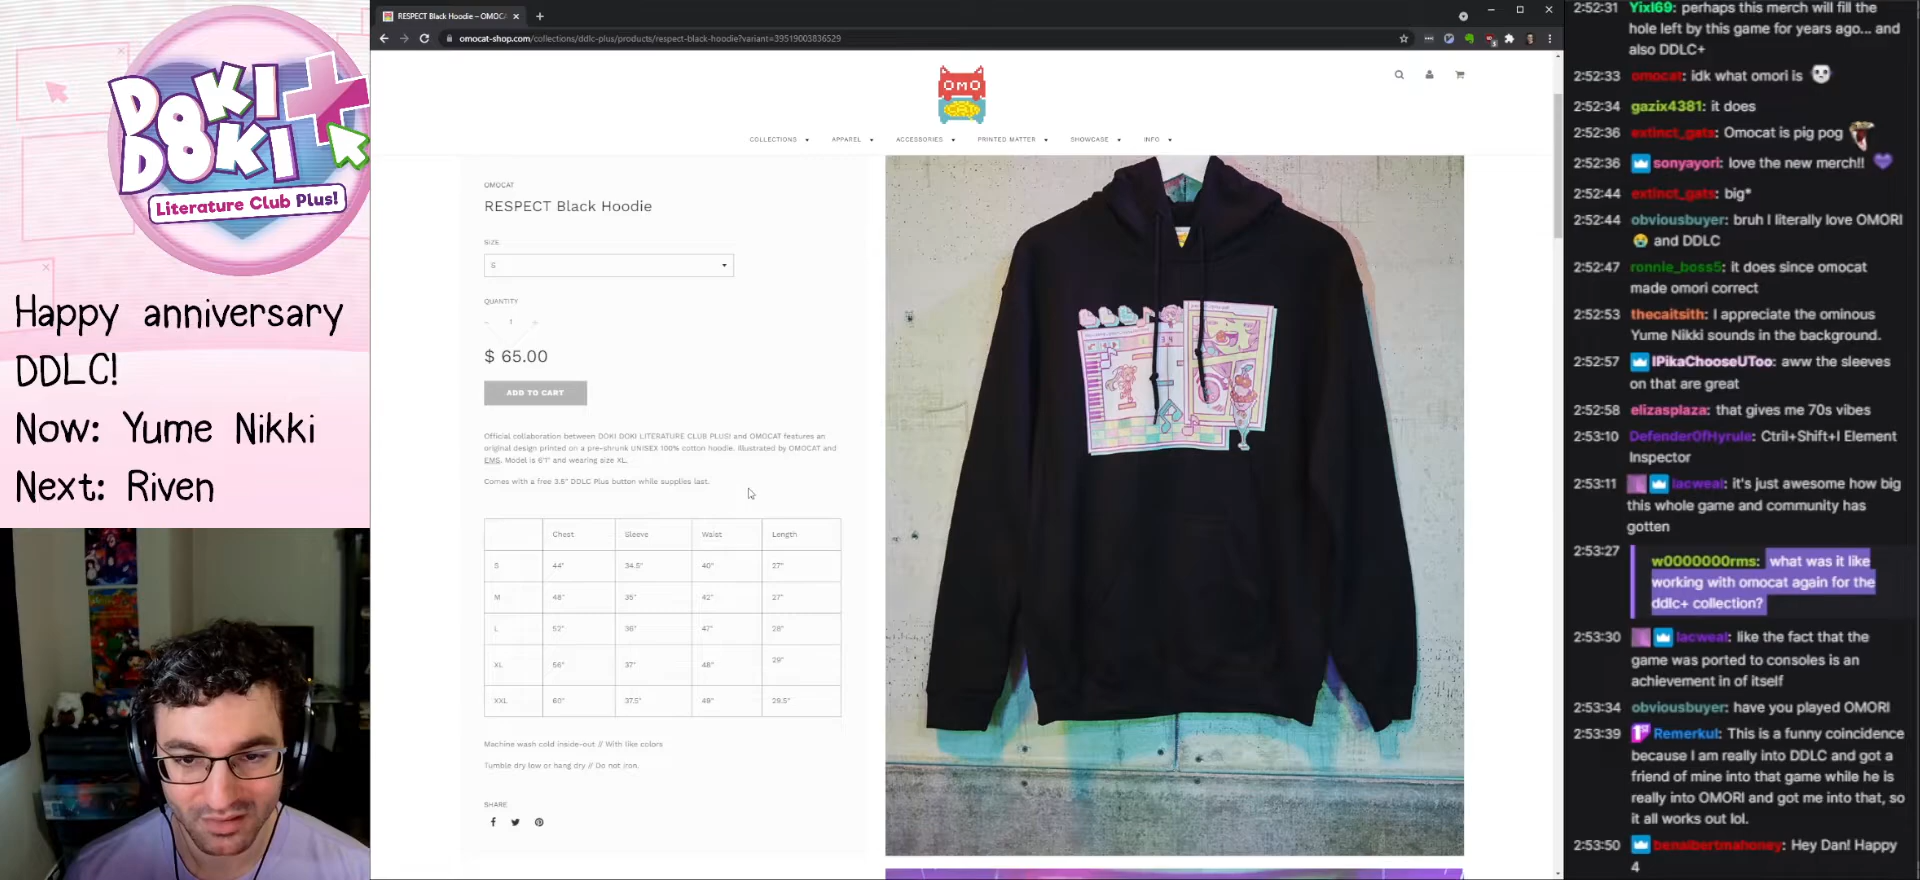 DOKI
DOKI
Literature Club Plus!
Happy anniversary
DDLC!
Now: Yume Nikki
Next: Riven
RESPECT Black Hoodie – OMOC
omocat-shop.com/collections/ddlc-plus/products/respect-black-hoodie?variant=39519003836529
OMO
COLLECTIONS
APPAREL
ACCESSORIES
PRINTED MATTER
SHOWCASE
INFO
OMOCAT
RESPECT Black Hoodie
SIZE
S
QUANTITY
- 1 +
$ 65.00
ADD TO CART
Official collaboration between DOKI DOKI LITERATURE CLUB PLUS! and OMOCAT features an
original design printed on a pre-shrunk UNISEX 100% cotton hoodie. Illustrated by OMOCAT and
EMS. Model is 6'1" and wearing size XL.
Comes with a free 3.5" DDLC Plus button while supplies last.
Chest Sleeve Waist Length
S 44" 34.5" 40" 27"
M 48" 35" 42" 27"
L 52" 36" 47" 28"
XL 56" 37" 48" 29"
XXL 60" 37.5" 49" 29.5"
Machine wash cold inside-out // With like colors
Tumble dry low or hang dry // Do not iron.
SHARE
2:52:31 Yixl69: perhaps this merch will fill the
hole left by this game for years ago... and
also DDLC+
2:52:33 omocat: idk what omori is
2:52:34 gazix4381: it does
2:52:36 extinct_gats: Omocat is pig pog
2:52:36 sonyayori: love the new merch!!
2:52:44 extinct_gats: big*
2:52:44 obviousbuyer: bruh I literally love OMORI
and DDLC
2:52:47 ronnie_boss5: it does since omocat
made omori correct
2:52:53 thecaitsith: I appreciate the ominous
Yume Nikki sounds in the background.
2:52:57 IPikaChooseUToo: aww the sleeves
on that are great
2:52:58 elizasplaza: that gives me 70s vibes
2:53:10 DefenderOfHyrule: Ctril+Shift+I Element
Inspector
2:53:11 lacweal: it's just awesome how big
this whole game and community has
gotten
2:53:27 w0000000rms: what was it like
working with omocat again for the
ddlc+ collection?
2:53:30 lacweal: like the fact that the
game was ported to consoles is an
achievement in of itself
2:53:34 obviousbuyer: have you played OMORI
2:53:39 Remerkul: This is a funny coincidence
because I am really into DDLC and got a
friend of mine into that game while he is
really into OMORI and got me into that, so
it all works out lol.
2:53:50 benalbertmahoney: Hey Dan! Happy
4